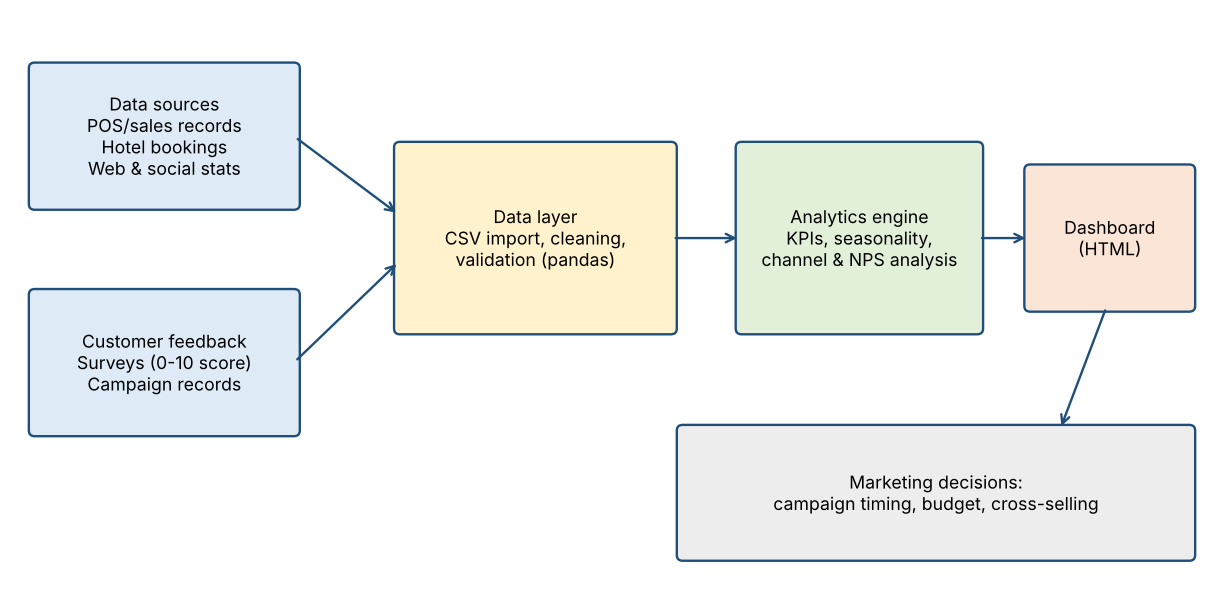 Data sources
POS/sales records
Hotel bookings
Web & social stats
Customer feedback
Surveys (0-10 score)
Campaign records
Data layer
CSV import, cleaning,
validation (pandas)
Analytics engine
KPIs, seasonality,
channel & NPS analysis
Dashboard
(HTML)
Marketing decisions:
campaign timing, budget, cross-selling